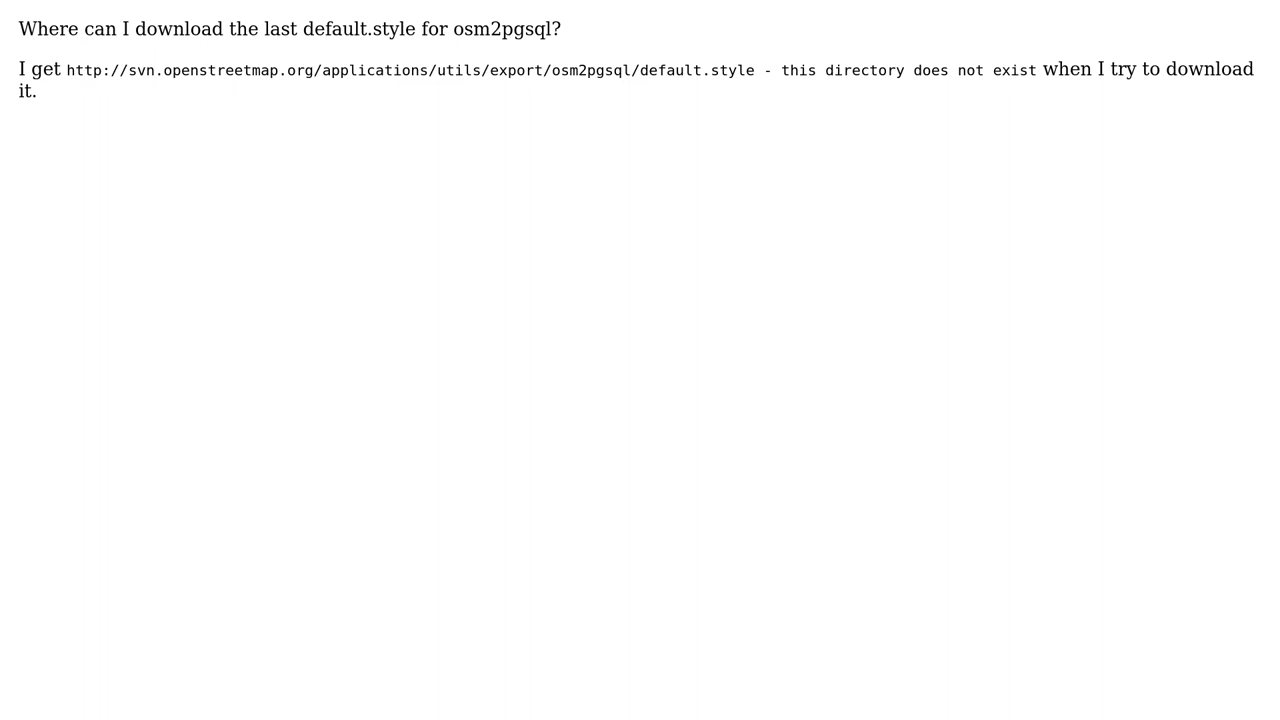 Where can I download the last default.style for osm2pgsql?
I get http://svn.openstreetmap.org/applications/utils/export/osm2pgsql/default.style - this directory does not exist when I try to download
it.